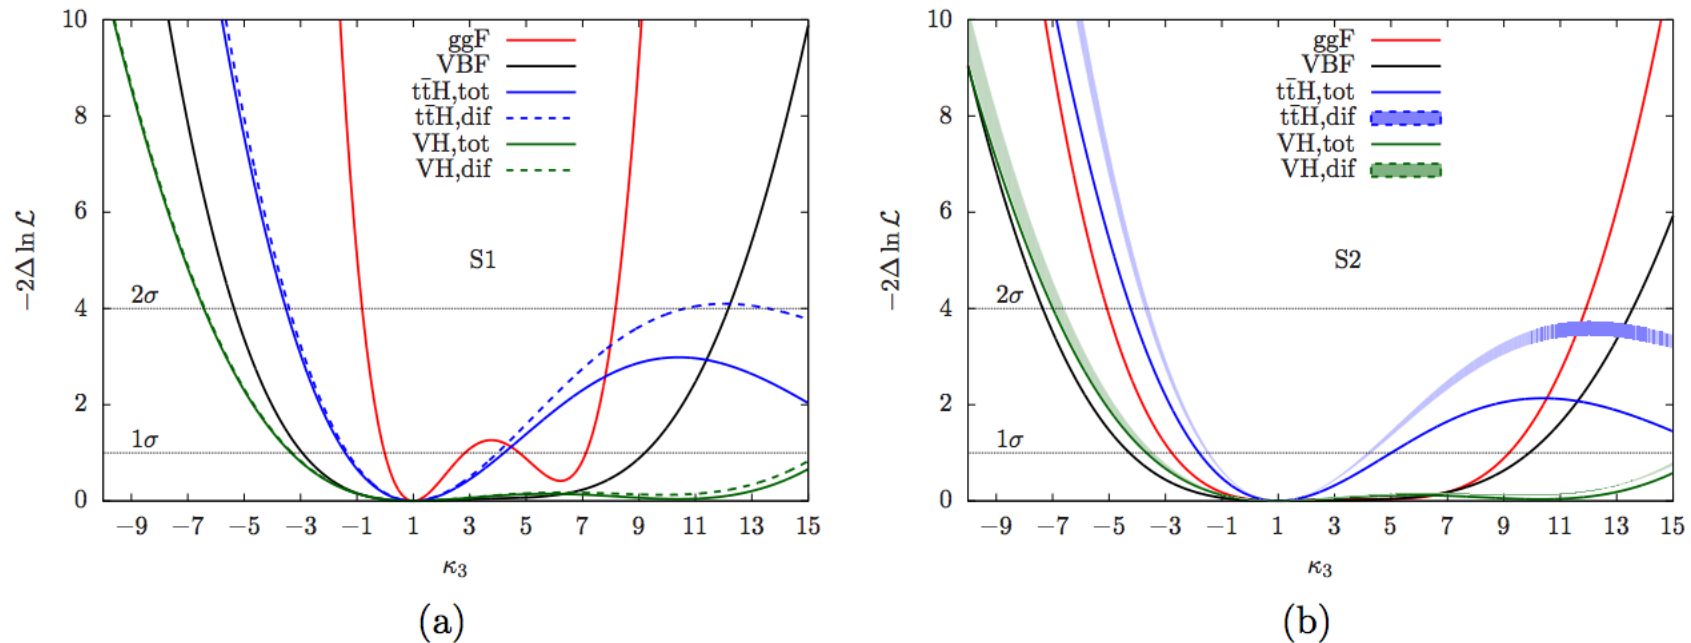 10
8
6
4
2
0
−2Δ ln ℒ
ggF
VBF
tt̄H,tot
tt̄H,dif
VH,tot
VH,dif
S1
2σ
1σ
−9 −7 −5 −3 −1 1 3 5 7 9 11 13 15
κ₃
(a)
10
8
6
4
2
0
−2Δ ln ℒ
ggF
VBF
tt̄H,tot
tt̄H,dif
VH,tot
VH,dif
S2
2σ
1σ
−9 −7 −5 −3 −1 1 3 5 7 9 11 13 15
κ₃
(b)